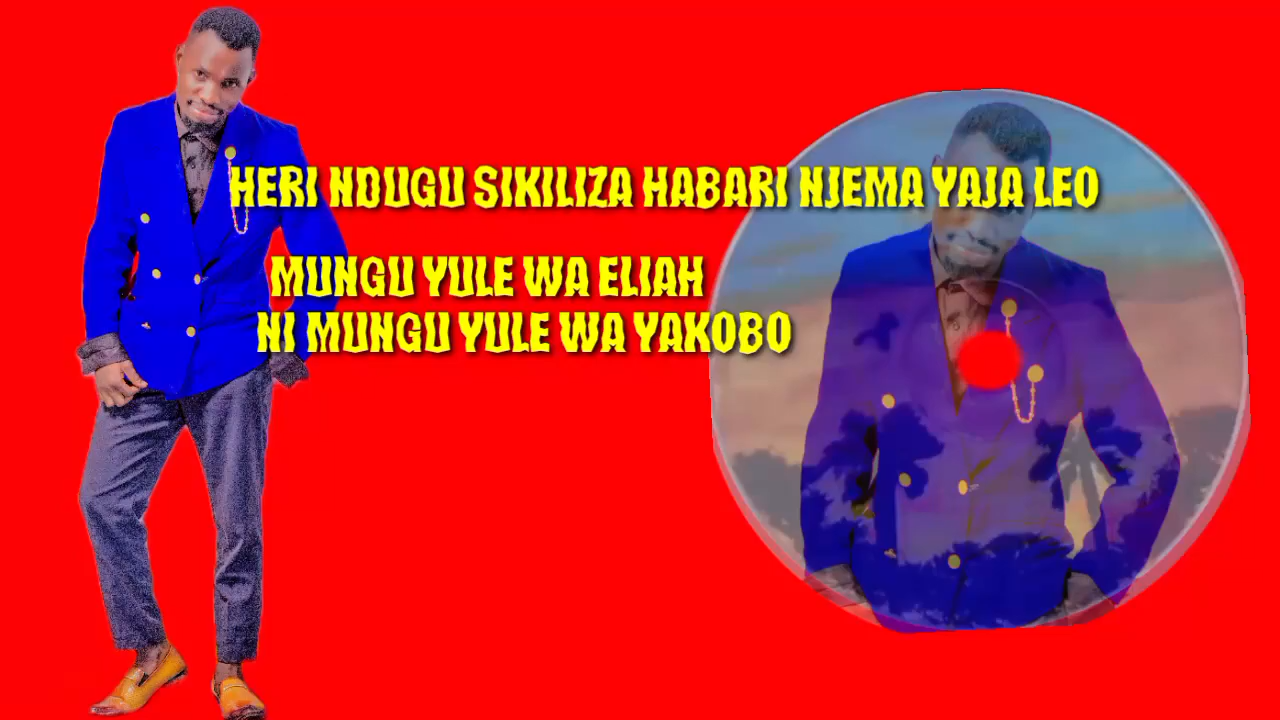 HERI NDUGU SIKILIZA HABARI NJEMA YAJA LEO
MUNGU YULE WA ELIAH
NI MUNGU YULE WA YAKOBO